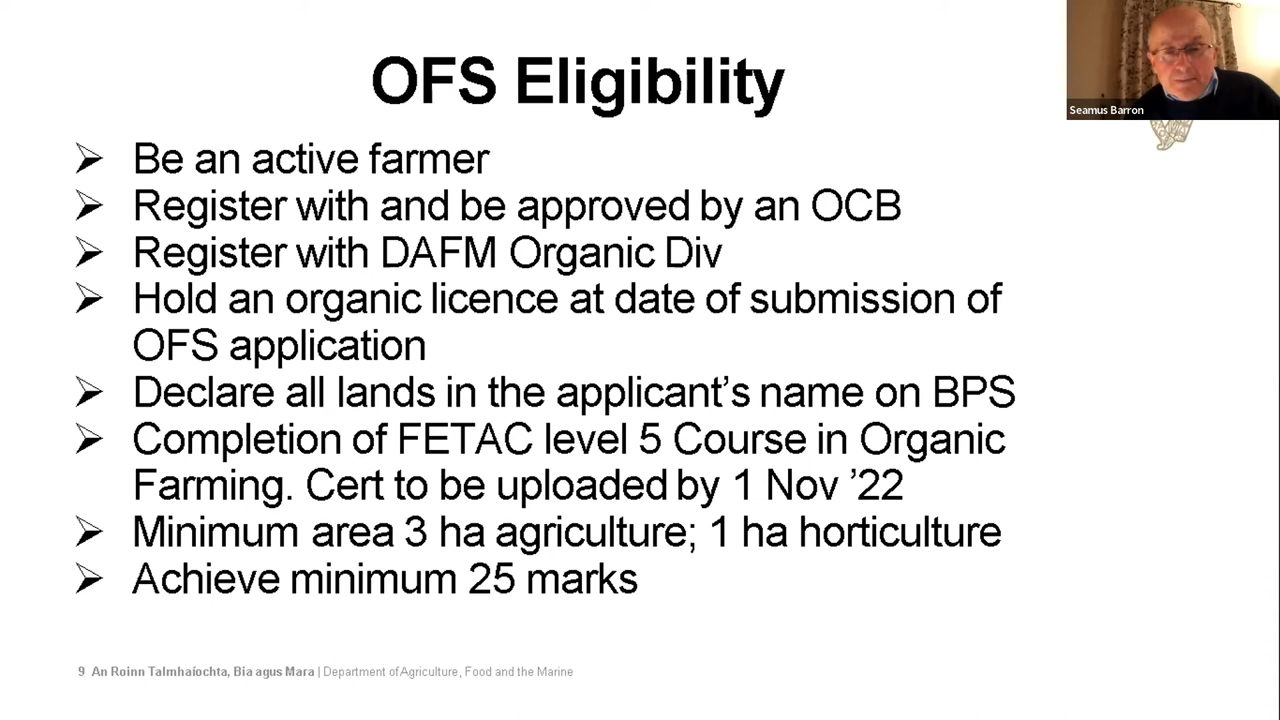 OFS Eligibility
Seamus Barron
➢ Be an active farmer
➢ Register with and be approved by an OCB
➢ Register with DAFM Organic Div
➢ Hold an organic licence at date of submission of
OFS application
➢ Declare all lands in the applicant’s name on BPS
➢ Completion of FETAC level 5 Course in Organic
Farming. Cert to be uploaded by 1 Nov ’22
➢ Minimum area 3 ha agriculture; 1 ha horticulture
➢ Achieve minimum 25 marks
9 An Roinn Talmhaíochta, Bia agus Mara | Department of Agriculture, Food and the Marine